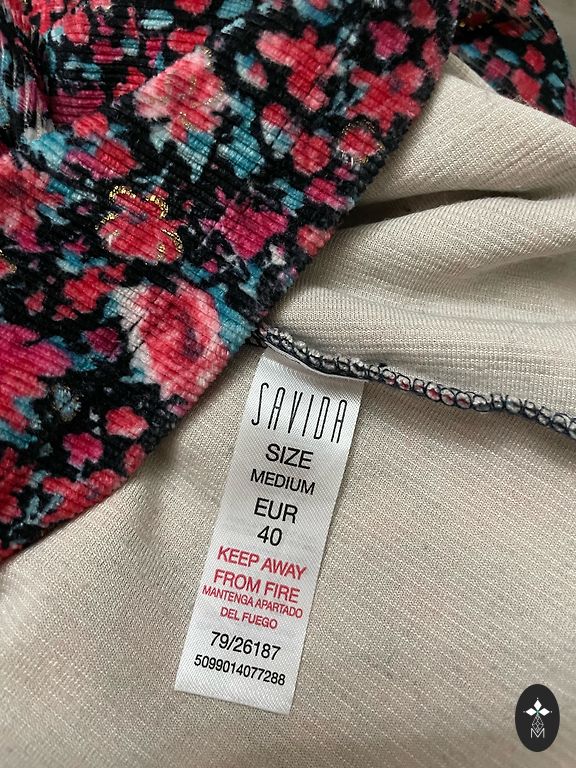 SAVIDA
SIZE
MEDIUM
EUR
40
KEEP AWAY
FROM FIRE
MANTENGA APARTADO
DEL FUEGO
79/26187
5099014077288
M